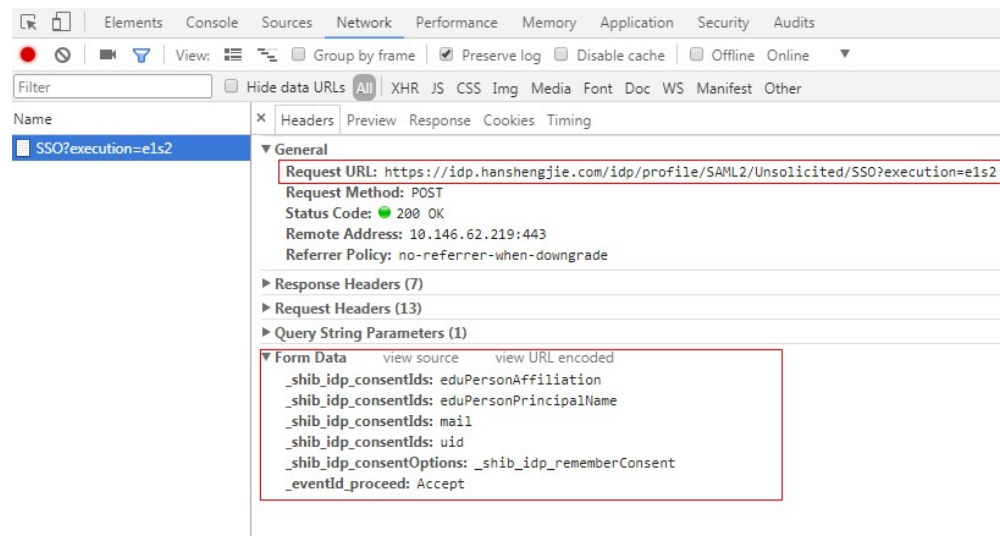 Elements Console Sources Network Performance Memory Application Security Audits
View: Group by frame Preserve log Disable cache Offline Online
Filter Hide data URLs All XHR JS CSS Img Media Font Doc WS Manifest Other
Name × Headers Preview Response Cookies Timing
SSO?execution=e1s2
General
Request URL: https://idp.hanshengjie.com/idp/profile/SAML2/Unsolicited/SSO?execution=e1s2
Request Method: POST
Status Code: 200 OK
Remote Address: 10.146.62.219:443
Referrer Policy: no-referrer-when-downgrade
Response Headers (7)
Request Headers (13)
Query String Parameters (1)
Form Data view source view URL encoded
_shib_idp_consentIds: eduPersonAffiliation
_shib_idp_consentIds: eduPersonPrincipalName
_shib_idp_consentIds: mail
_shib_idp_consentIds: uid
_shib_idp_consentOptions: _shib_idp_rememberConsent
_eventId_proceed: Accept